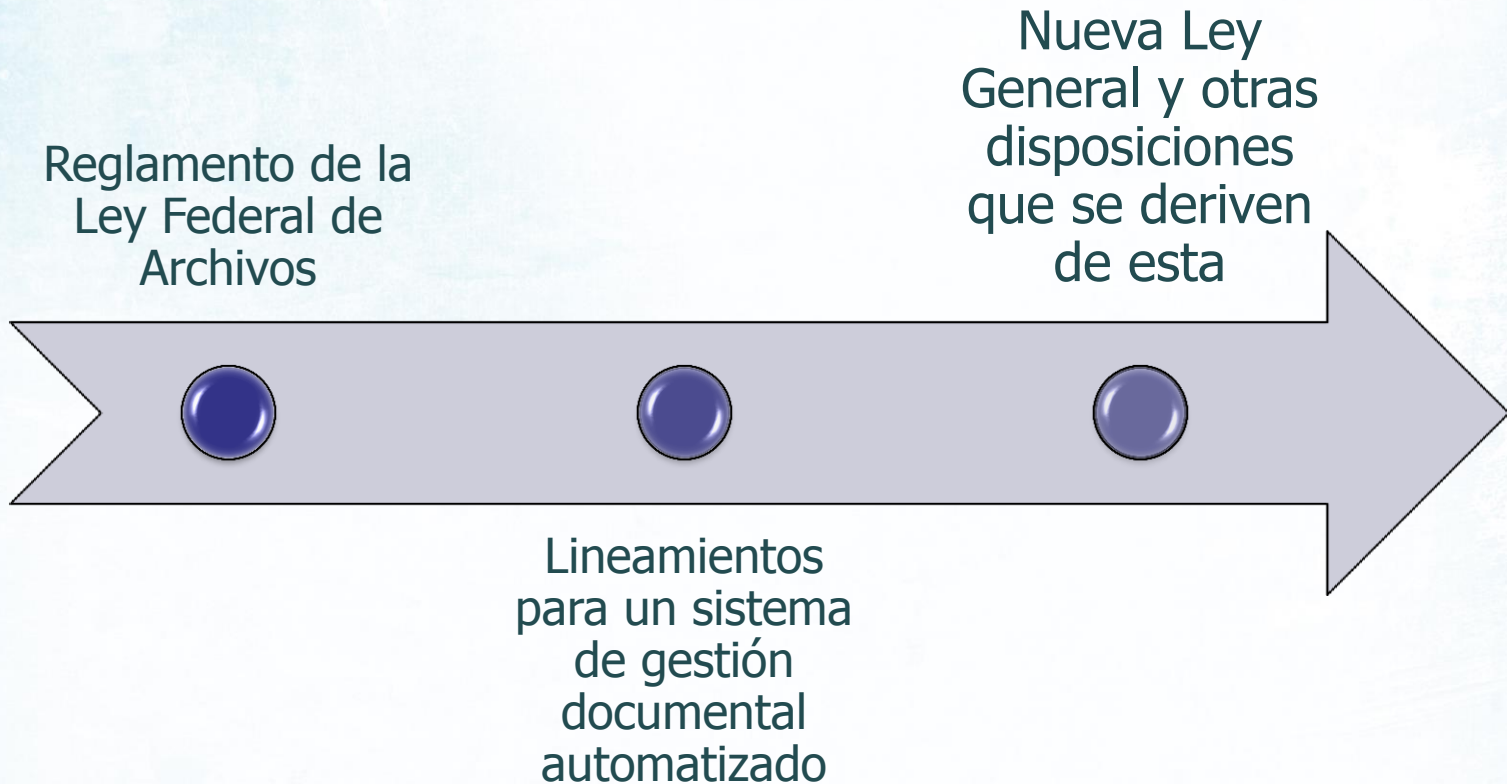 Reglamento de la
Ley Federal de
Archivos
Lineamientos
para un sistema
de gestión
documental
automatizado
Nueva Ley
General y otras
disposiciones
que se deriven
de esta